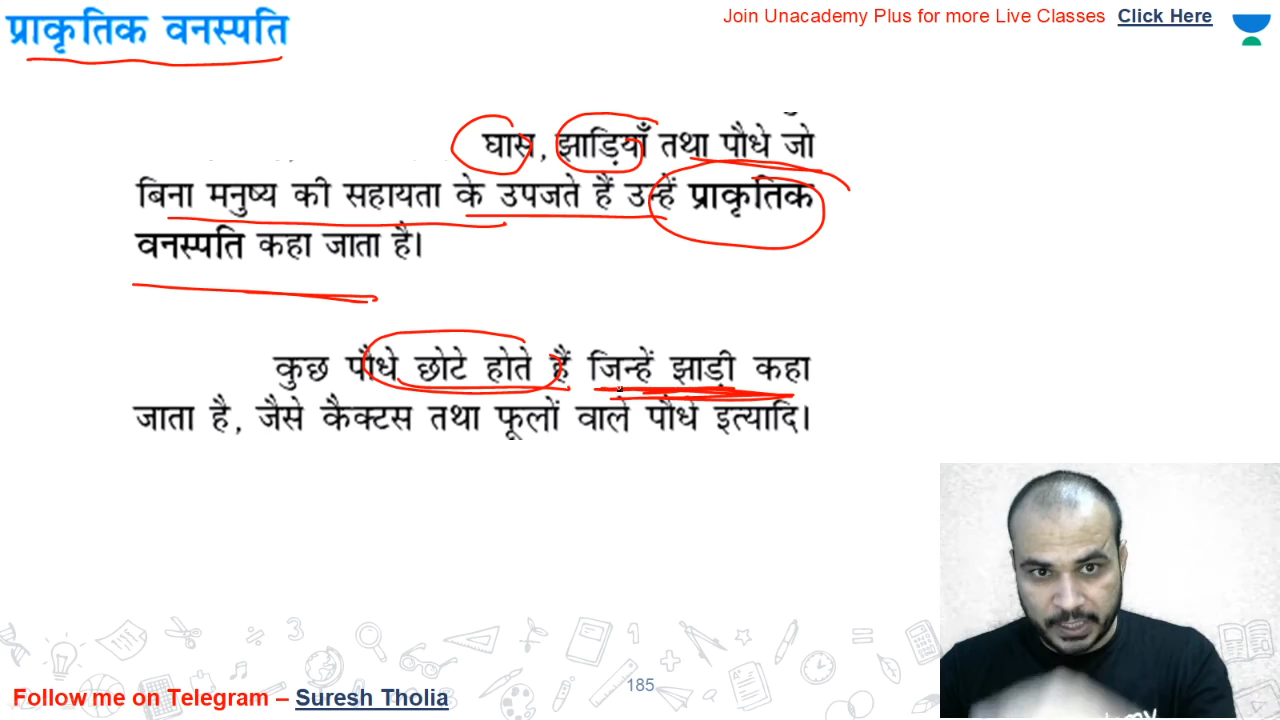 प्राकृतिक वनस्पति
Join Unacademy Plus for more Live Classes Click Here
घास, झाड़ियाँ तथा पौधे जो
बिना मनुष्य की सहायता के उपजते हैं उन्हें प्राकृतिक
वनस्पति कहा जाता है।
कुछ पौधे छोटे होते हैं जिन्हें झाड़ी कहा
जाता है, जैसे कैक्टस तथा फूलों वाले पौधे इत्यादि।
185
Follow me on Telegram – Suresh Tholia